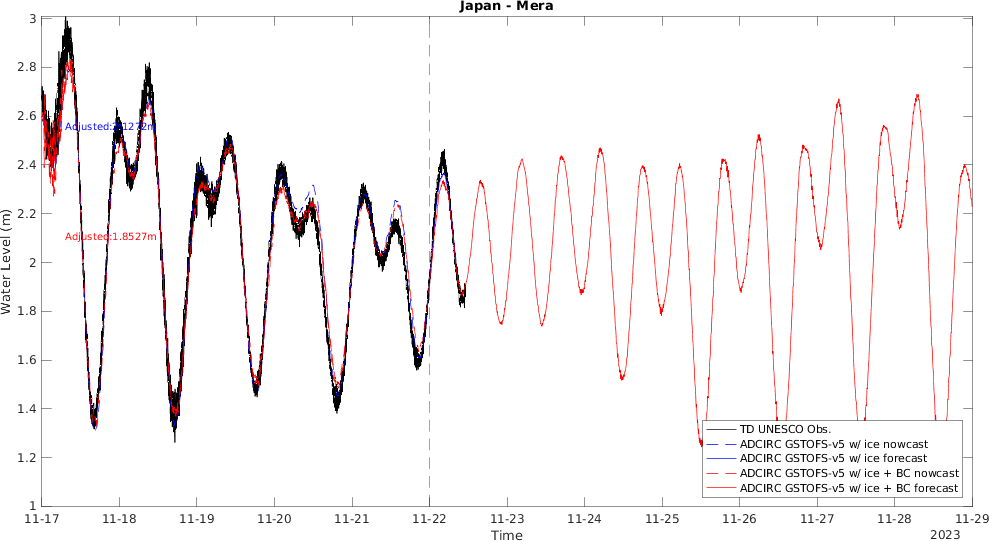 Japan - Mera
Water Level (m)
3
2.8
2.6
2.4
2.2
2
1.8
1.6
1.4
1.2
1
Adjusted:
Adjusted:1.8527m
TD UNESCO Obs.
ADCIRC GSTOFS-v5 w/ ice nowcast
ADCIRC GSTOFS-v5 w/ ice forecast
ADCIRC GSTOFS-v5 w/ ice + BC nowcast
ADCIRC GSTOFS-v5 w/ ice + BC forecast
11-17 11-18 11-19 11-20 11-21 11-22 11-23 11-24 11-25 11-26 11-27 11-28 11-29
Time
2023